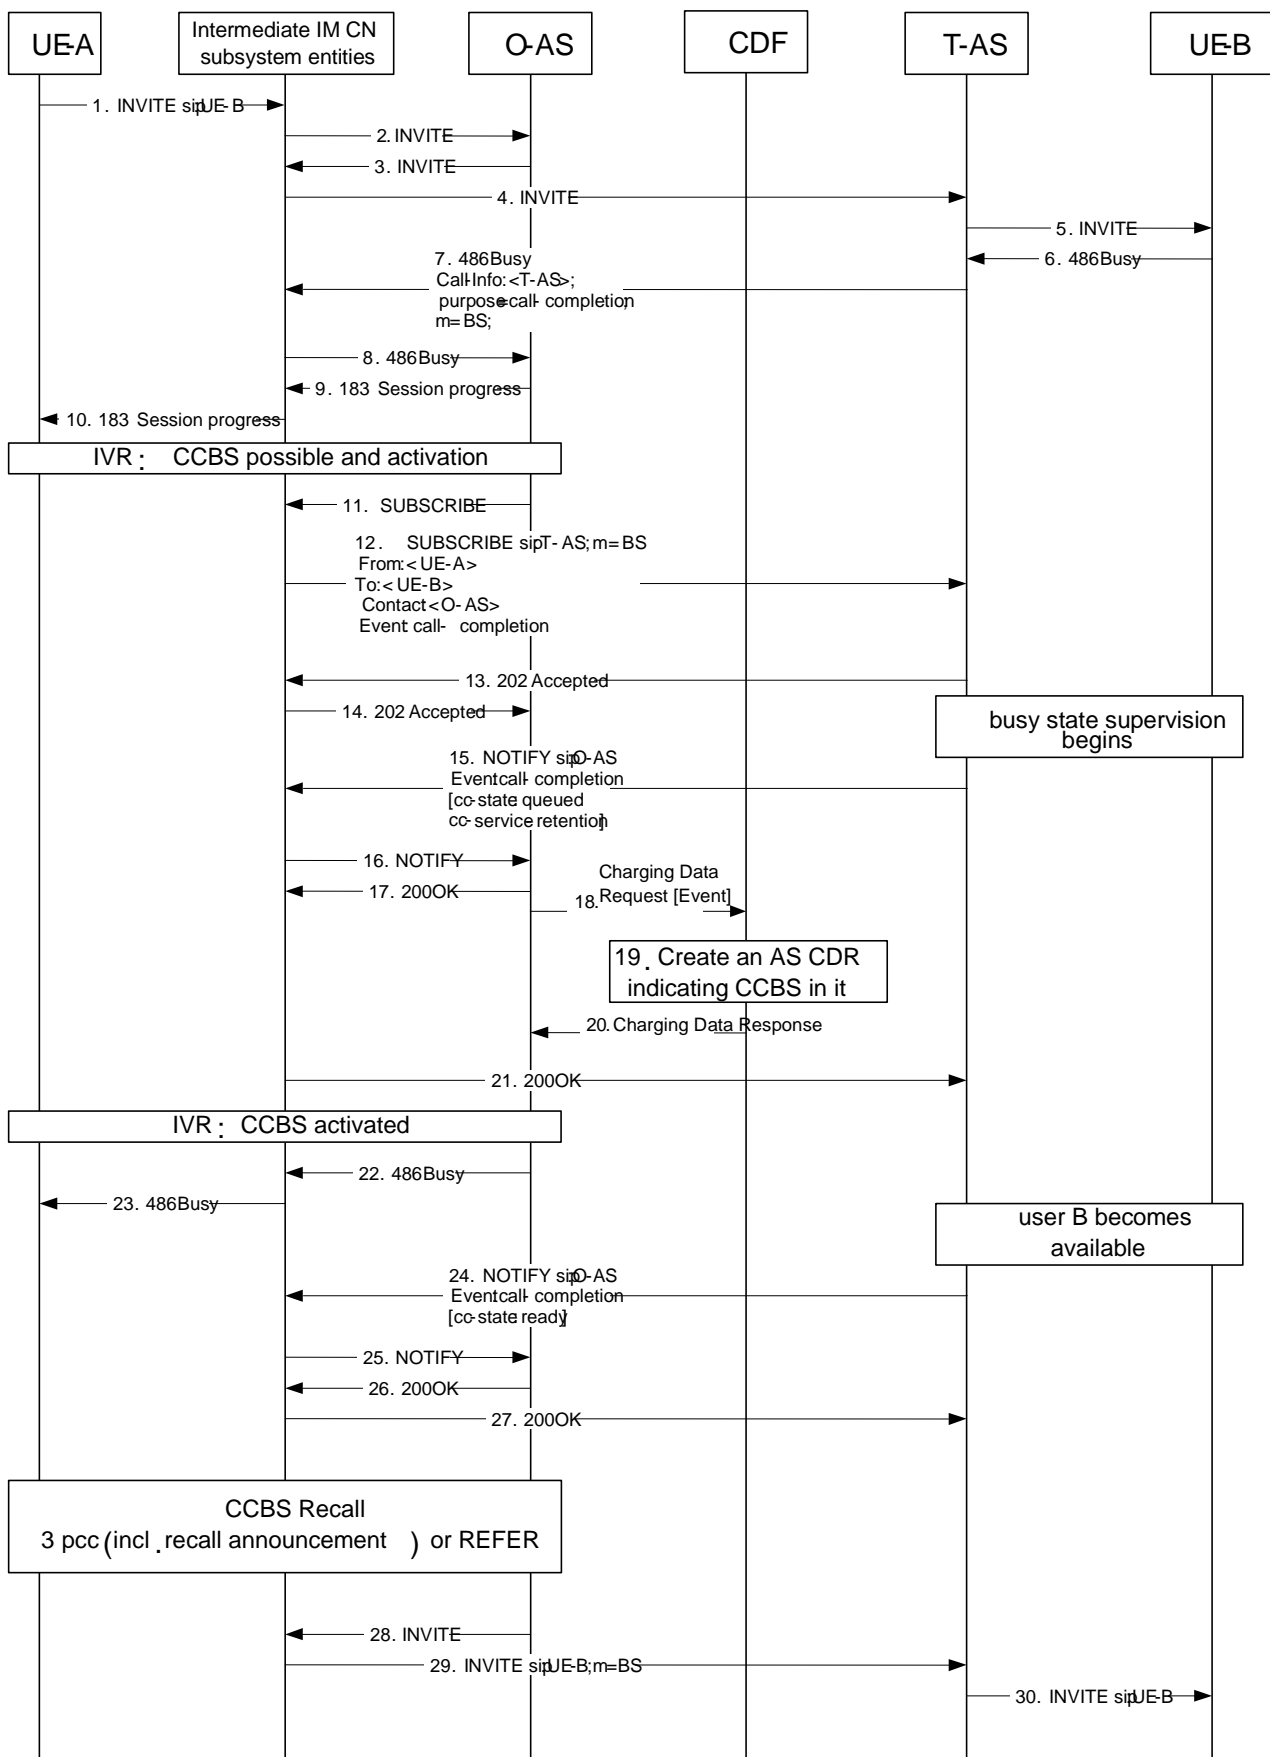 UE-A
Intermediate IM CN
subsystem entities
O-AS
CDF
T-AS
UE-B
1. INVITE sip:UE-B
2. INVITE
3. INVITE
4. INVITE
5. INVITE
6. 486 Busy
7. 486 Busy
Call-Info:<T-AS>;
purpose=call-completion;
m=BS;
8. 486 Busy
9. 183 Session progress
10. 183 Session progress
IVR: CCBS possible and activation
11. SUBSCRIBE
12. SUBSCRIBE sip:T-AS;m=BS
From:<UE-A>
To:<UE-B>
Contact:<O-AS>
Event: call-completion
13. 202 Accepted
14. 202 Accepted
busy state supervision
begins
15. NOTIFY sip:O-AS
Event:call-completion
[cc-state: queued
cc-service retention]
16. NOTIFY
17. 200 OK
18. Charging Data
Request [Event]
19. Create an AS CDR
indicating CCBS in it
20. Charging Data Response
21. 200 OK
IVR: CCBS activated
22. 486 Busy
23. 486 Busy
user B becomes
available
24. NOTIFY sip:O-AS
Event:call-completion
[cc-state: ready]
25. NOTIFY
26. 200 OK
27. 200 OK
CCBS Recall
3 pcc (incl. recall announcement) or REFER
28. INVITE
29. INVITE sip:UE-B;m=BS
30. INVITE sip:UE-B